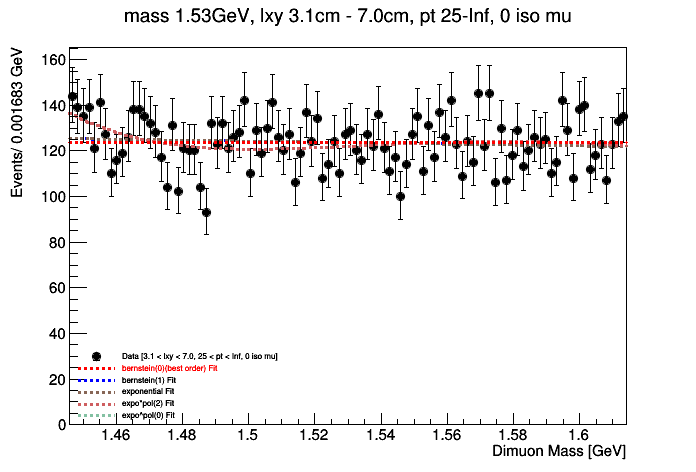 mass 1.53GeV, lxy 3.1cm - 7.0cm, pt 25-Inf, 0 iso mu
Events/ 0.001683 GeV
160
140
120
100
80
60
40
20
0
Data [3.1 < lxy < 7.0, 25 < pt < Inf, 0 iso mu]
bernstein(0)(best order) Fit
bernstein(1) Fit
exponential Fit
expo*pol(2) Fit
expo^pol(0) Fit
1.46 1.48 1.5 1.52 1.54 1.56 1.58 1.6
Dimuon Mass [GeV]